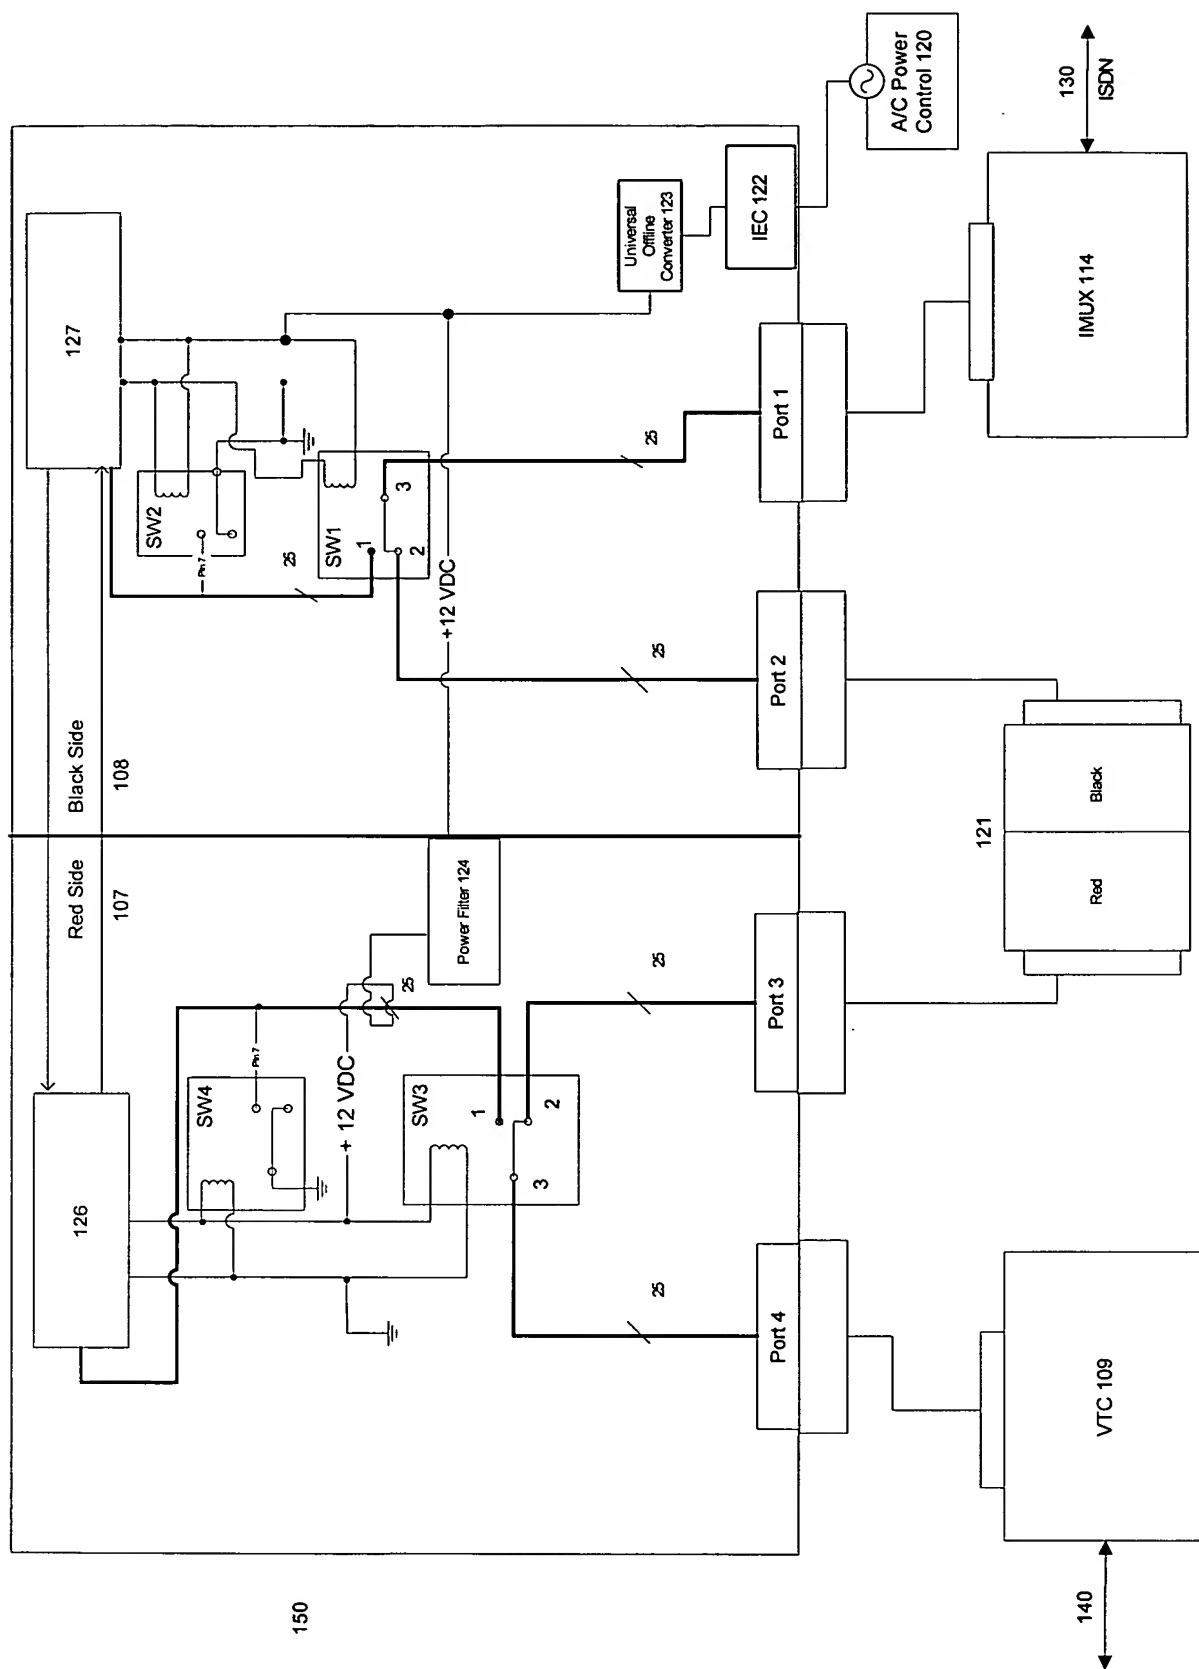 150
126
127
Red Side
107
Black Side
108
SW4
Pin 7
+ 12 VDC
25
SW3
1
2
3
Power Filter 124
SW2
Pin 7
25
SW1
1
2
3
+12 VDC
Universal
Offline
Converter 123
IEC 122
A/C Power
Control 120
25
25
25
25
Port 4
Port 3
Port 2
Port 1
121
Red
Black
VTC 109
140
IMUX 114
130
ISDN